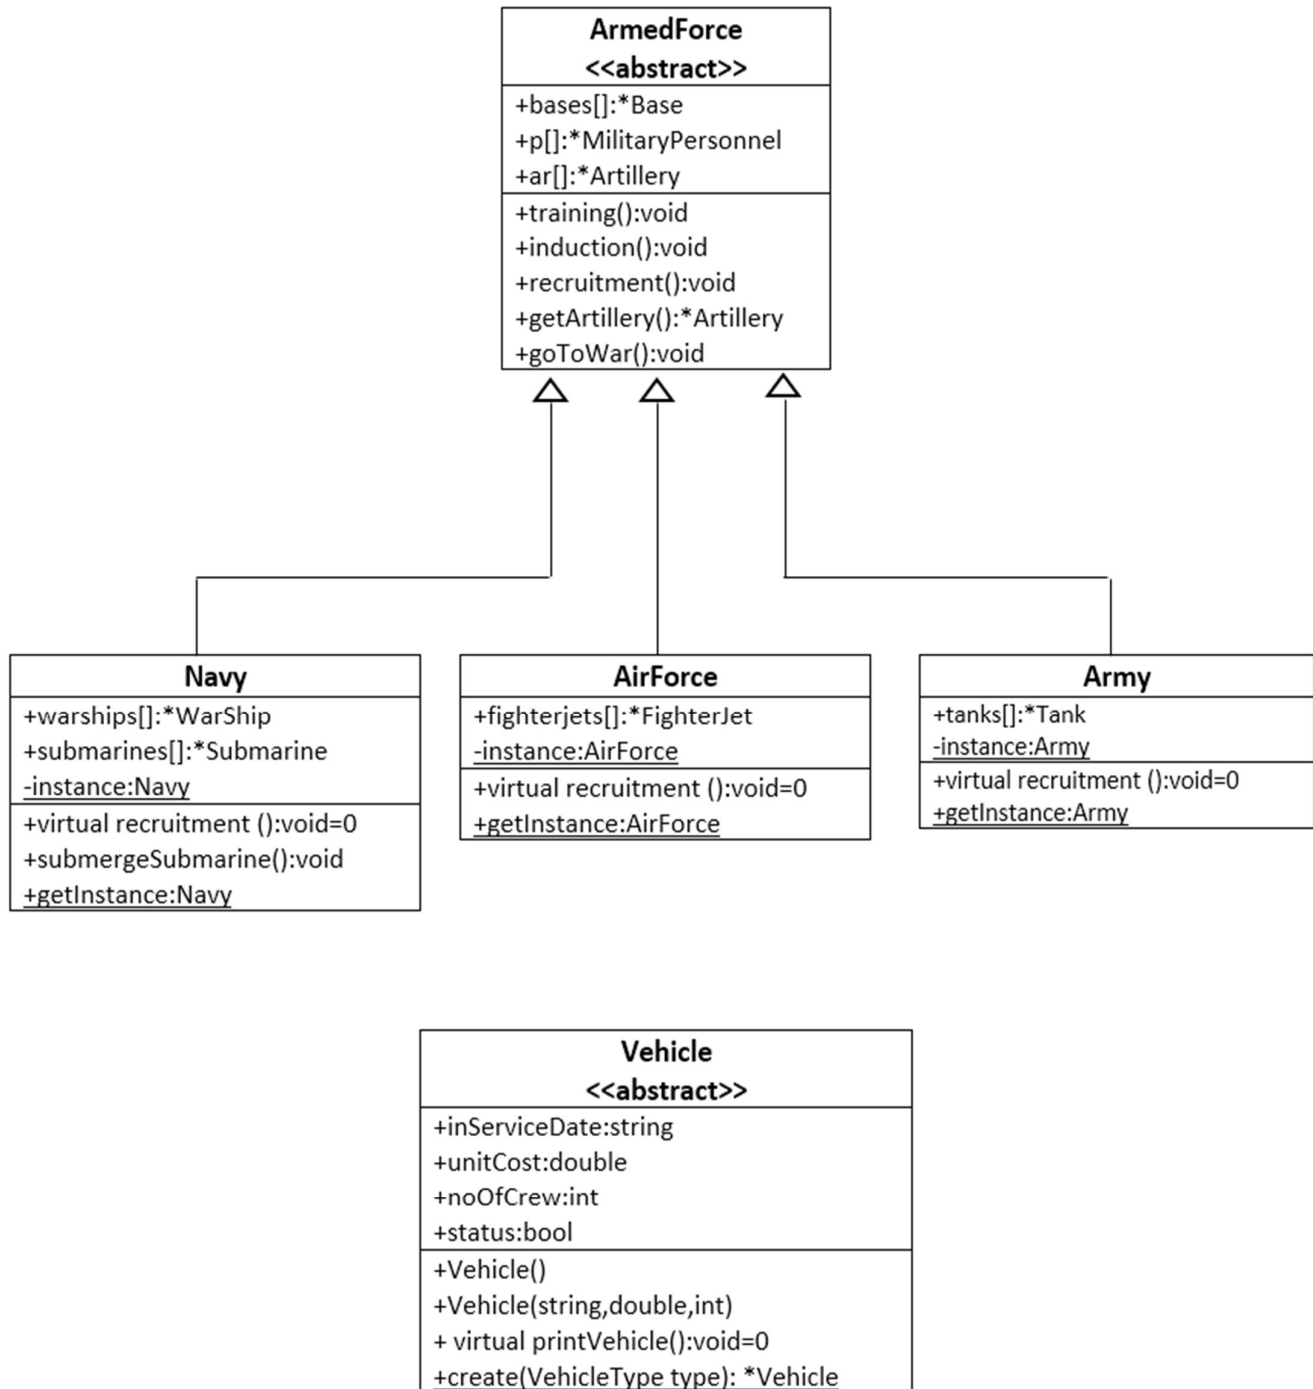 ArmedForce
<<abstract>>
+bases[]:*Base
+p[]:*MilitaryPersonnel
+ar[]:*Artillery
+training():void
+induction():void
+recruitment():void
+getArtillery():*Artillery
+goToWar():void
Navy
+warships[]:*WarShip
+submarines[]:*Submarine
-instance:Navy
+virtual recruitment ():void=0
+submergeSubmarine():void
+getInstance:Navy
AirForce
+fighterjets[]:*FighterJet
-instance:AirForce
+virtual recruitment ():void=0
+getInstance:AirForce
Army
+tanks[]:*Tank
-instance:Army
+virtual recruitment ():void=0
+getInstance:Army
Vehicle
<<abstract>>
+inServiceDate:string
+unitCost:double
+noOfCrew:int
+status:bool
+Vehicle()
+Vehicle(string,double,int)
+ virtual printVehicle():void=0
+create(VehicleType type): *Vehicle